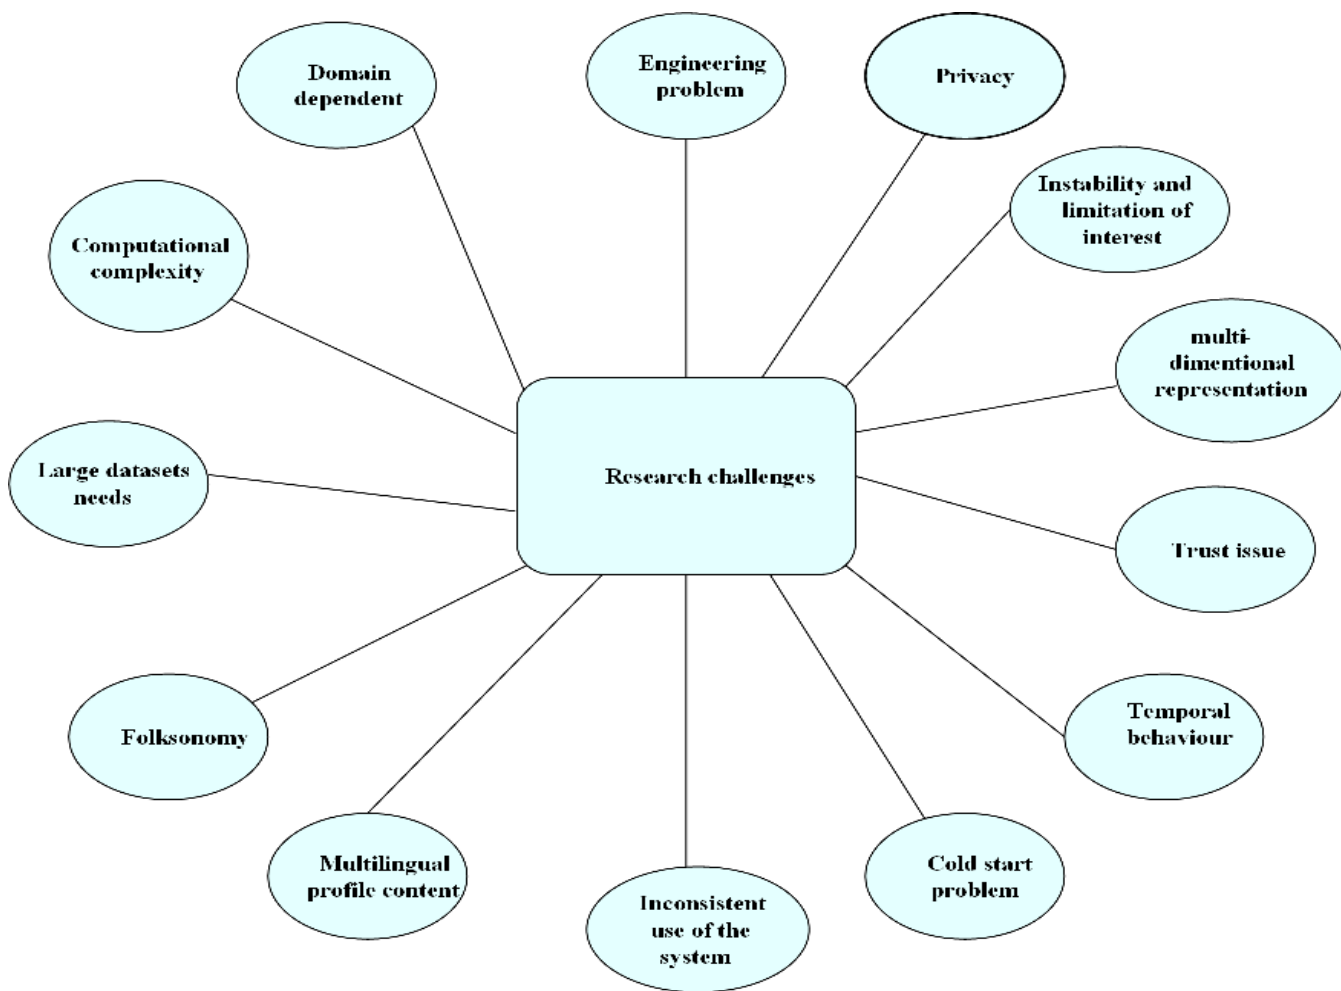 Domain
dependent
Engineering
problem
Privacy
Instability and
limitation of
interest
Computational
complexity
multi-
dimentional
representation
Large datasets
needs
Research challenges
Trust issue
Folksonomy
Temporal
behaviour
Multilingual
profile content
Inconsistent
use of the
system
Cold start
problem